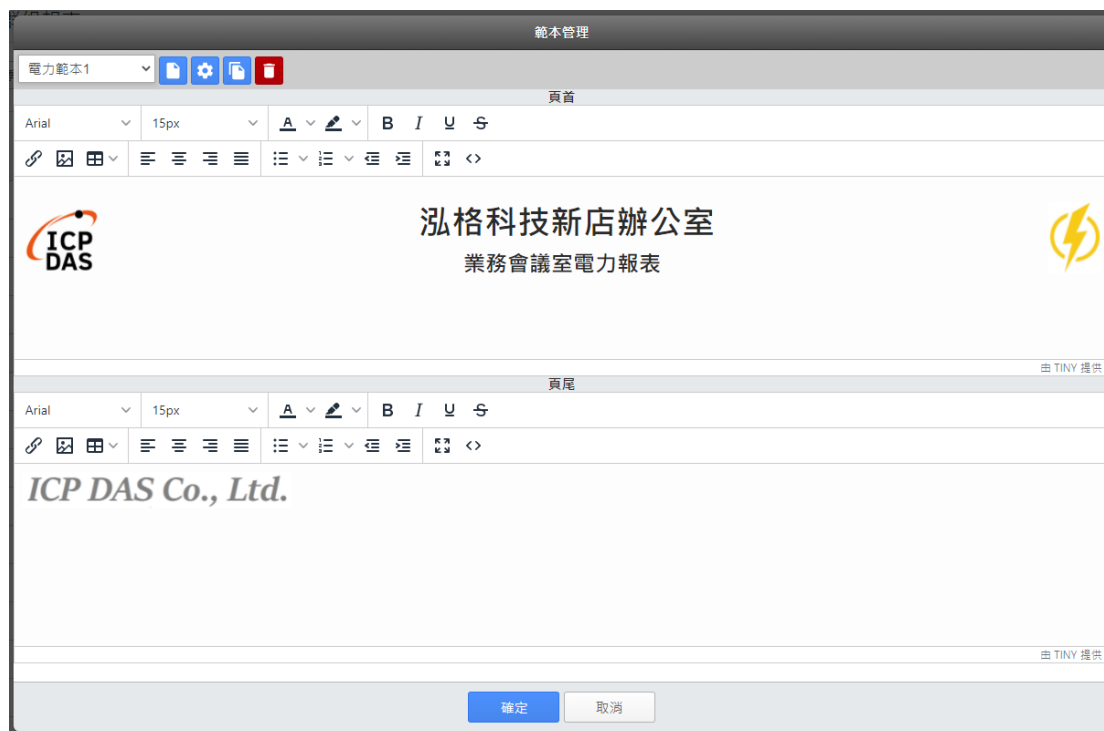 範本管理
電力範本1
頁首
Arial 15px A B I U S
ICP DAS
泓格科技新店辦公室
業務會議室電力報表
由 TINY 提供
頁尾
Arial 15px A B I U S
ICP DAS Co., Ltd.
由 TINY 提供
確定 取消